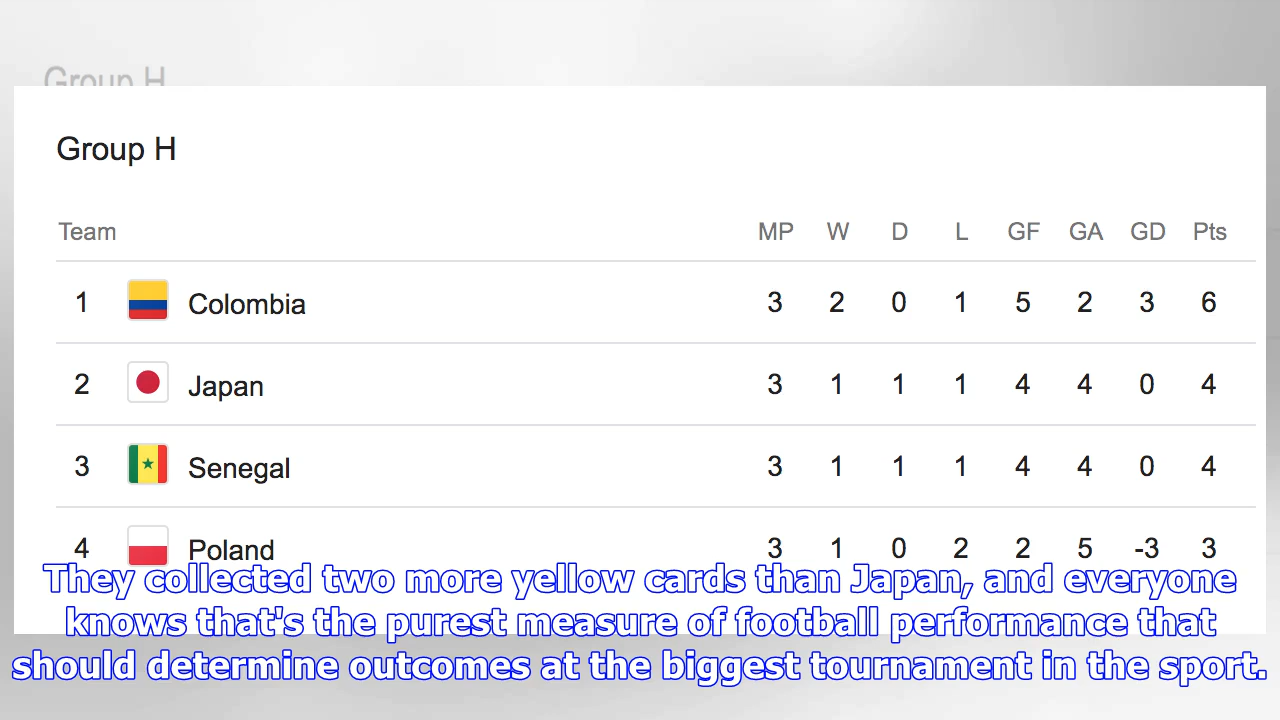 Group H
Group H
Team MP W D L GF GA GD Pts
1 Colombia 3 2 0 1 5 2 3 6
2 Japan 3 1 1 1 4 4 0 4
3 Senegal 3 1 1 1 4 4 0 4
4 Poland 3 1 0 2 2 5 -3 3
They collected two more yellow cards than Japan, and everyone
knows that's the purest measure of football performance that
should determine outcomes at the biggest tournament in the sport.